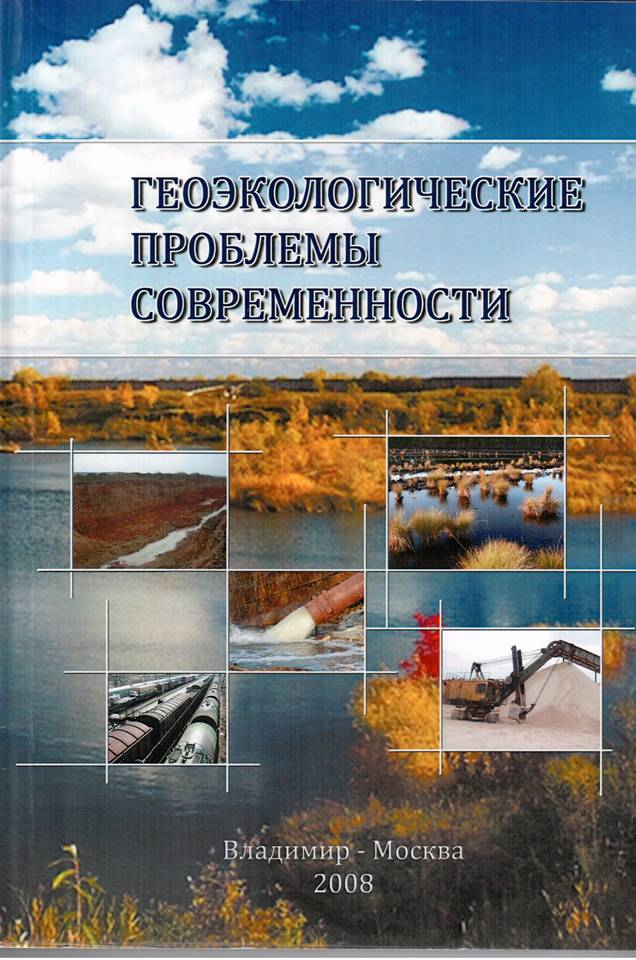 ГЕОЭКОЛОГИЧЕСКИЕ
ПРОБЛЕМЫ
СОВРЕМЕННОСТИ
Владимир - Москва
2008